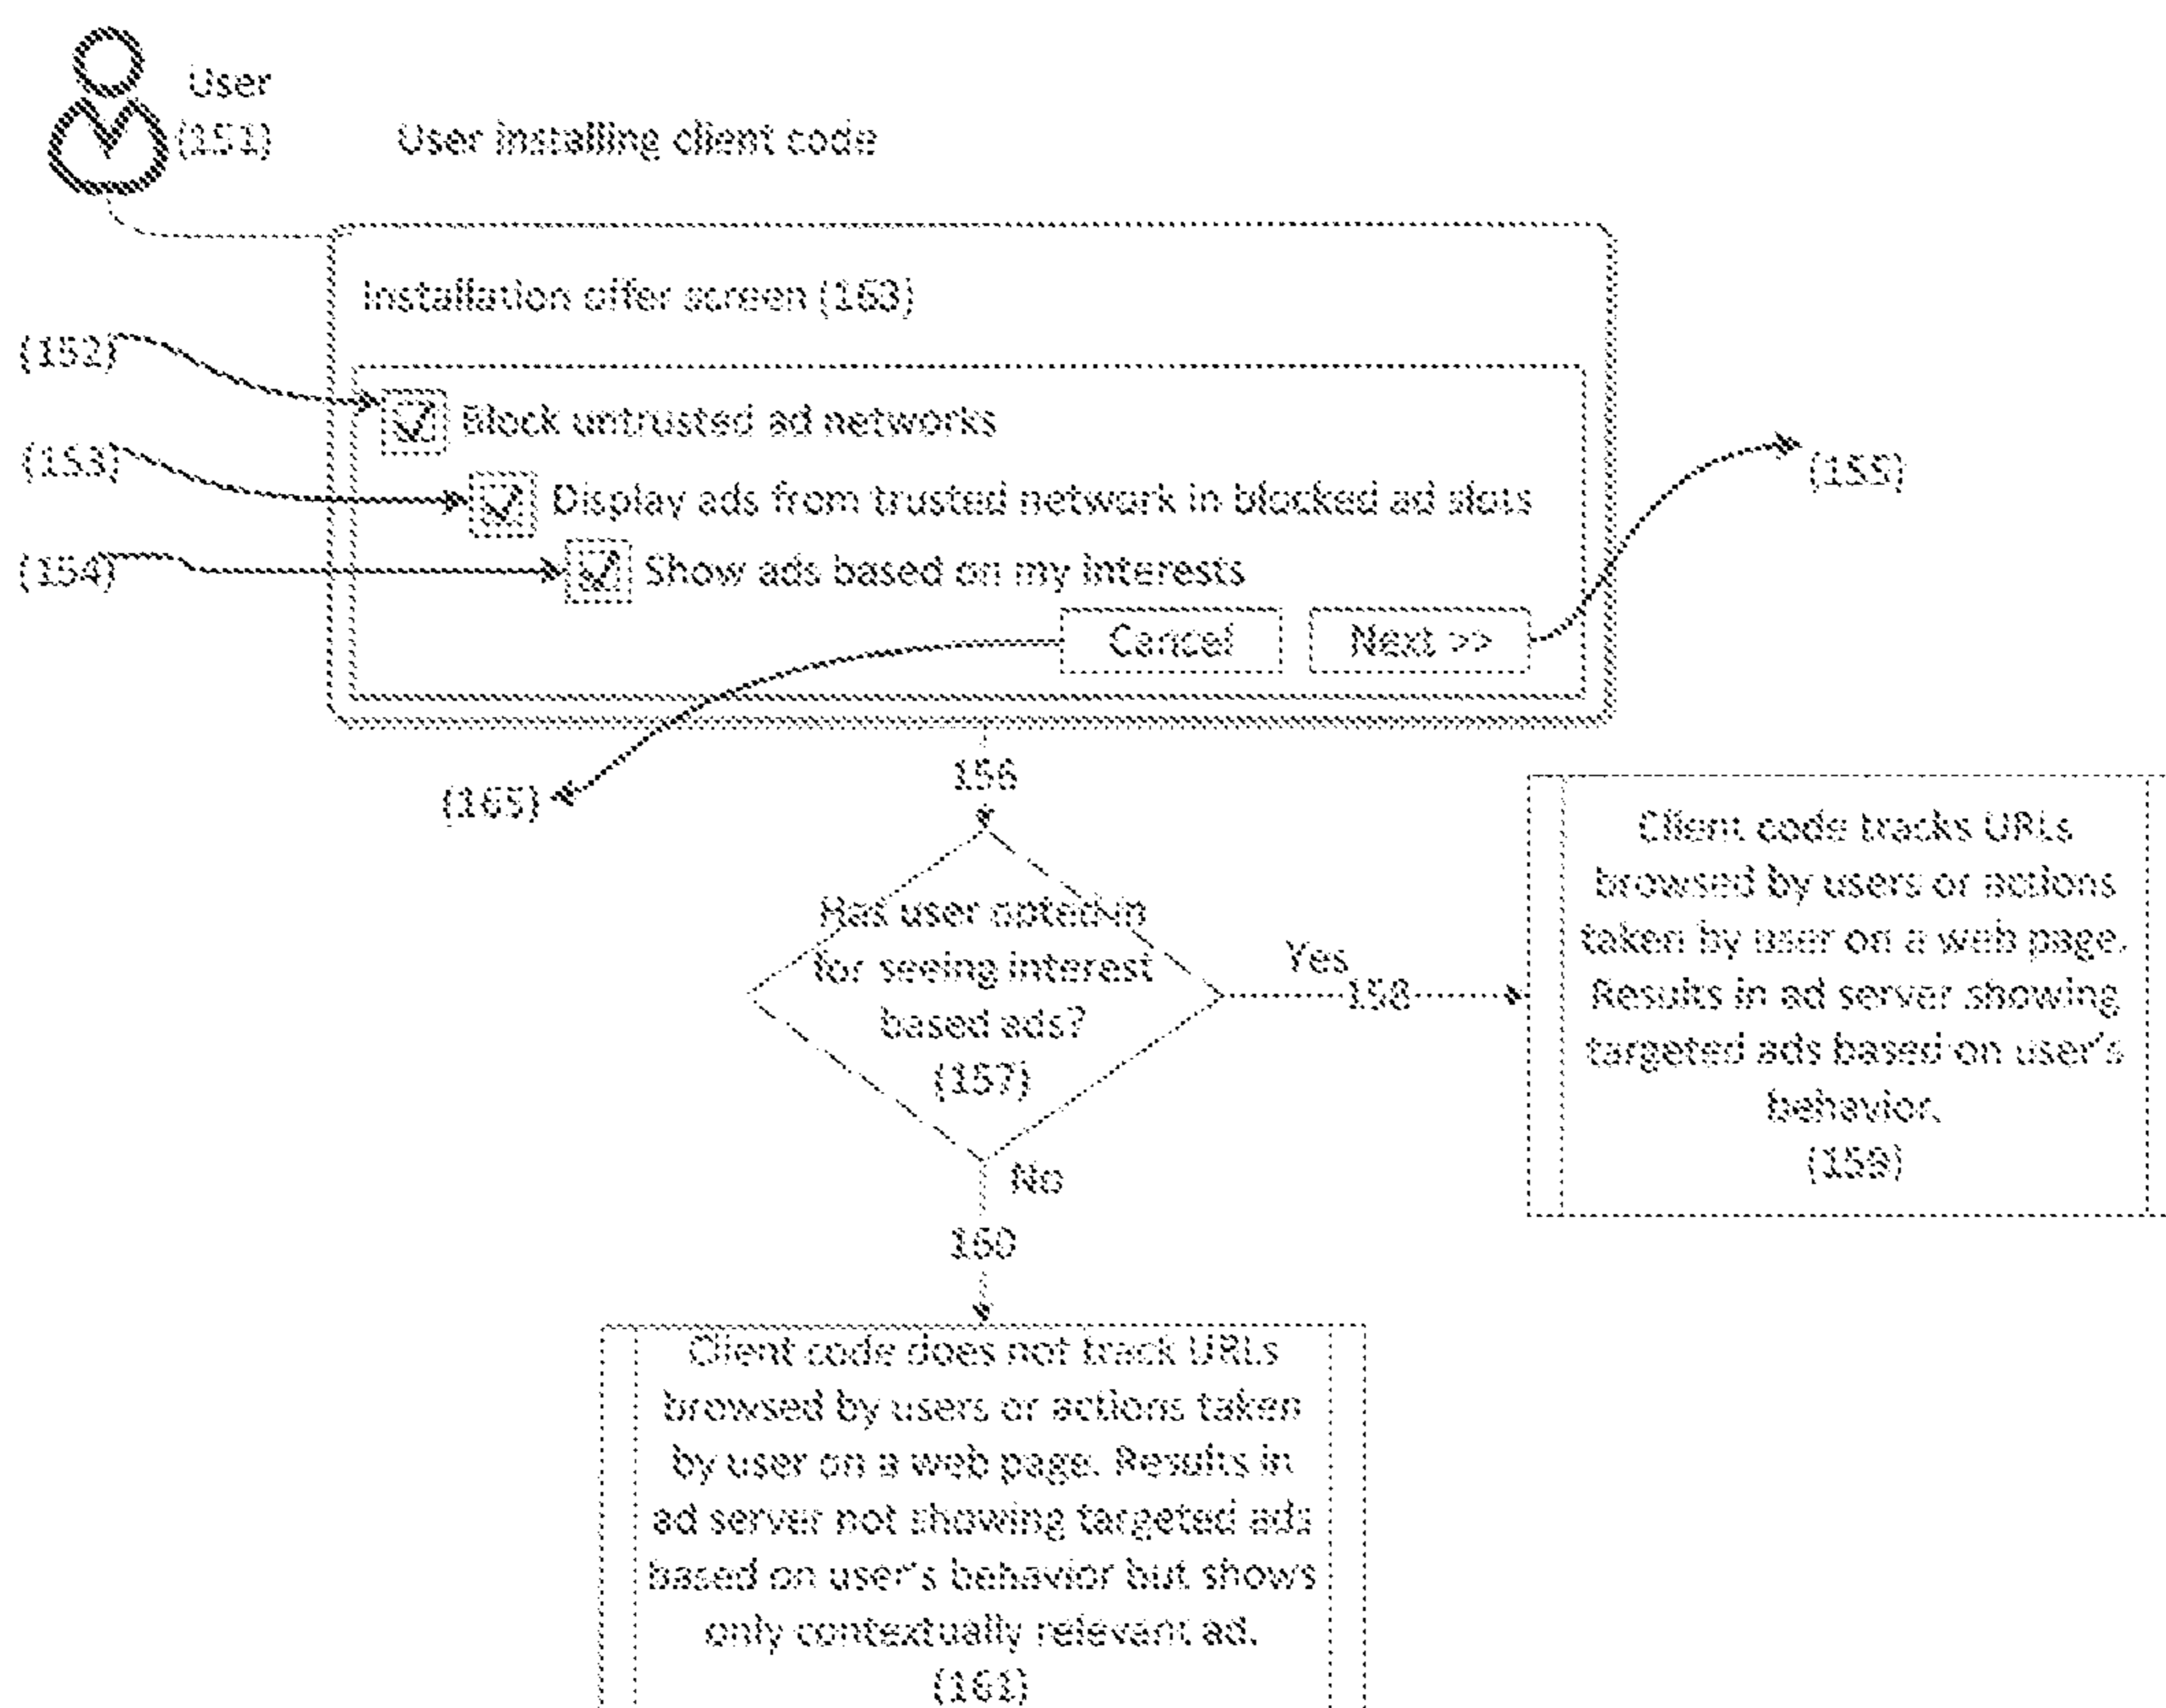 User
(151)
User installing client code
Installation offer screen (163)
(152)
Block untrusted ad networks
(153)
Display ads from trusted network in blocked ad slots
(155)
(154)
Show ads based on my interests
Cancel
Next >>
156
(165)
Has user opted-in
for seeing interest
based ads?
(157)
Yes
158
Client code tracks URLs
browsed by users or actions
taken by user on a web page.
Results in ad server showing
targeted ads based on user's
behavior.
(159)
No
160
Client code does not track URLs
browsed by users or actions taken
by user on a web page. Results in
ad server not showing targeted ads
based on user's behavior but shows
only contextually relevant ad.
(161)